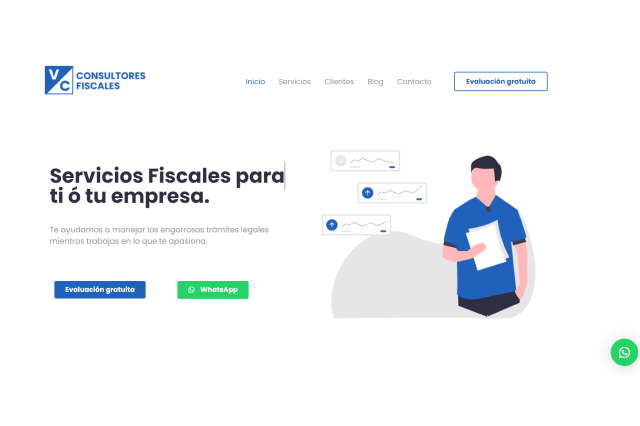 VC CONSULTORES
FISCALES
Inicio Servicios Clientes Blog Contacto Evaluación gratuita
Servicios Fiscales para
ti ó tu empresa.
Te ayudamos a manejar los engorrosos trámites legales
mientras trabajas en lo que te apasiona.
Evaluación gratuita WhatsApp